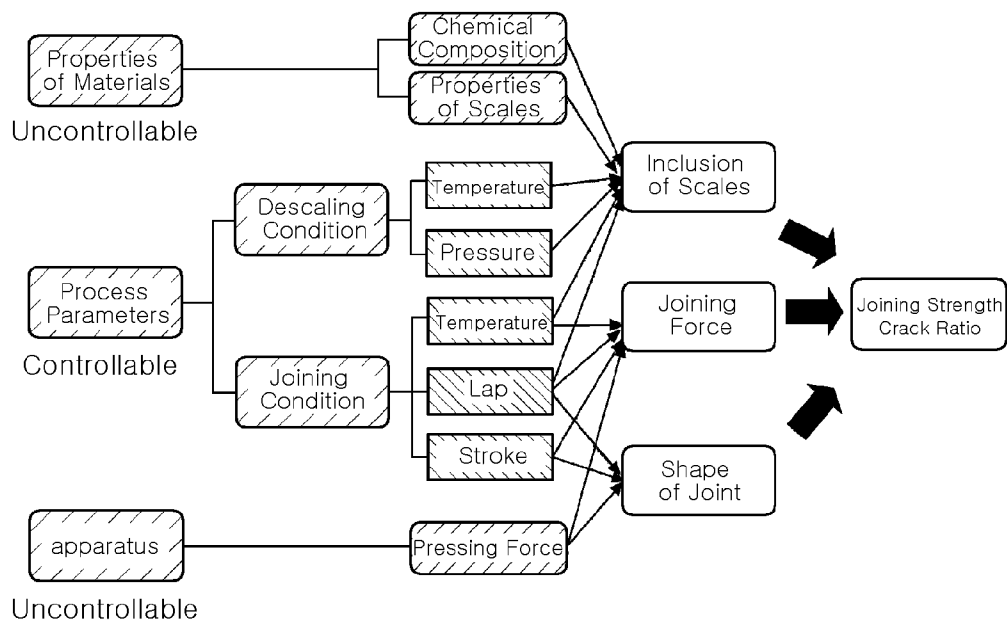 Properties
of Materials
Uncontrollable
Chemical
Composition
Properties
of Scales
Process
Parameters
Controllable
Descaling
Condition
Joining
Condition
Temperature
Pressure
Temperature
Lap
Stroke
apparatus
Uncontrollable
Pressing Force
Inclusion
of Scales
Joining
Force
Shape
of Joint
Joining Strength
Crack Ratio